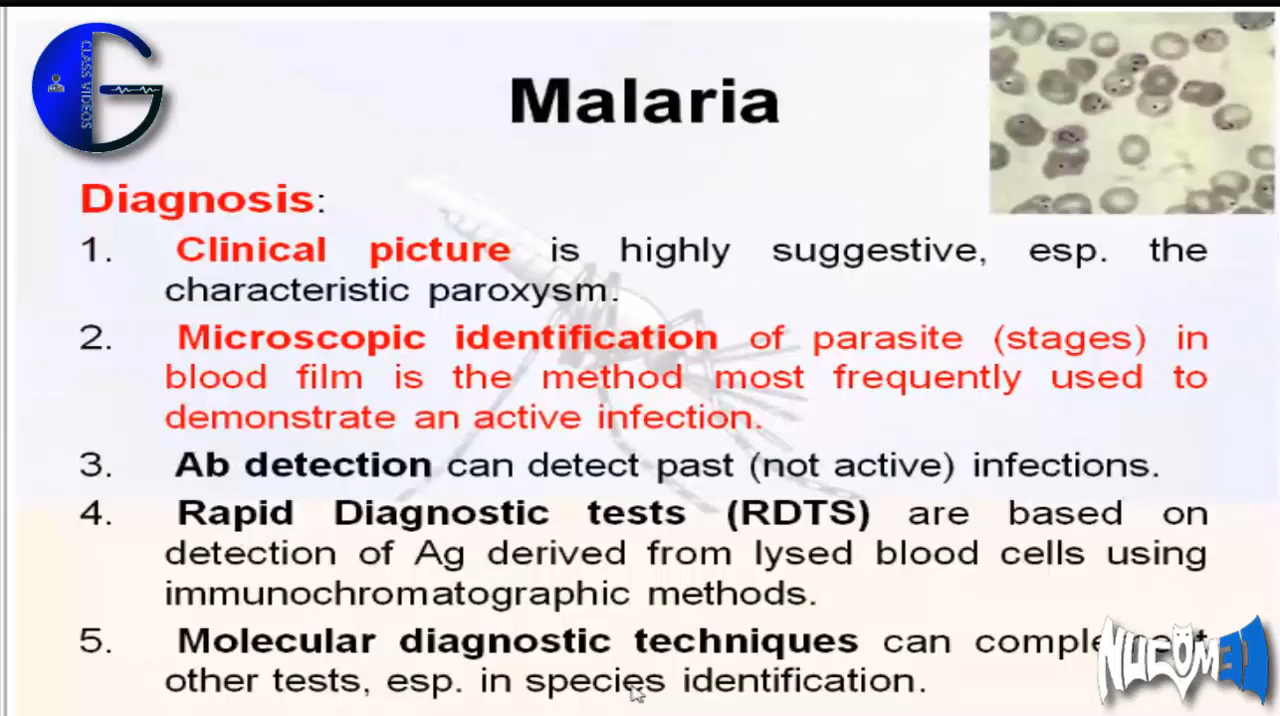 CLASS VIDEOS
Malaria
Diagnosis:
1. Clinical picture is highly suggestive, esp. the
characteristic paroxysm.
2. Microscopic identification of parasite (stages) in
blood film is the method most frequently used to
demonstrate an active infection.
3. Ab detection can detect past (not active) infections.
4. Rapid Diagnostic tests (RDTS) are based on
detection of Ag derived from lysed blood cells using
immunochromatographic methods.
5. Molecular diagnostic techniques can
other tests, esp. in species identification.
NUCOMED